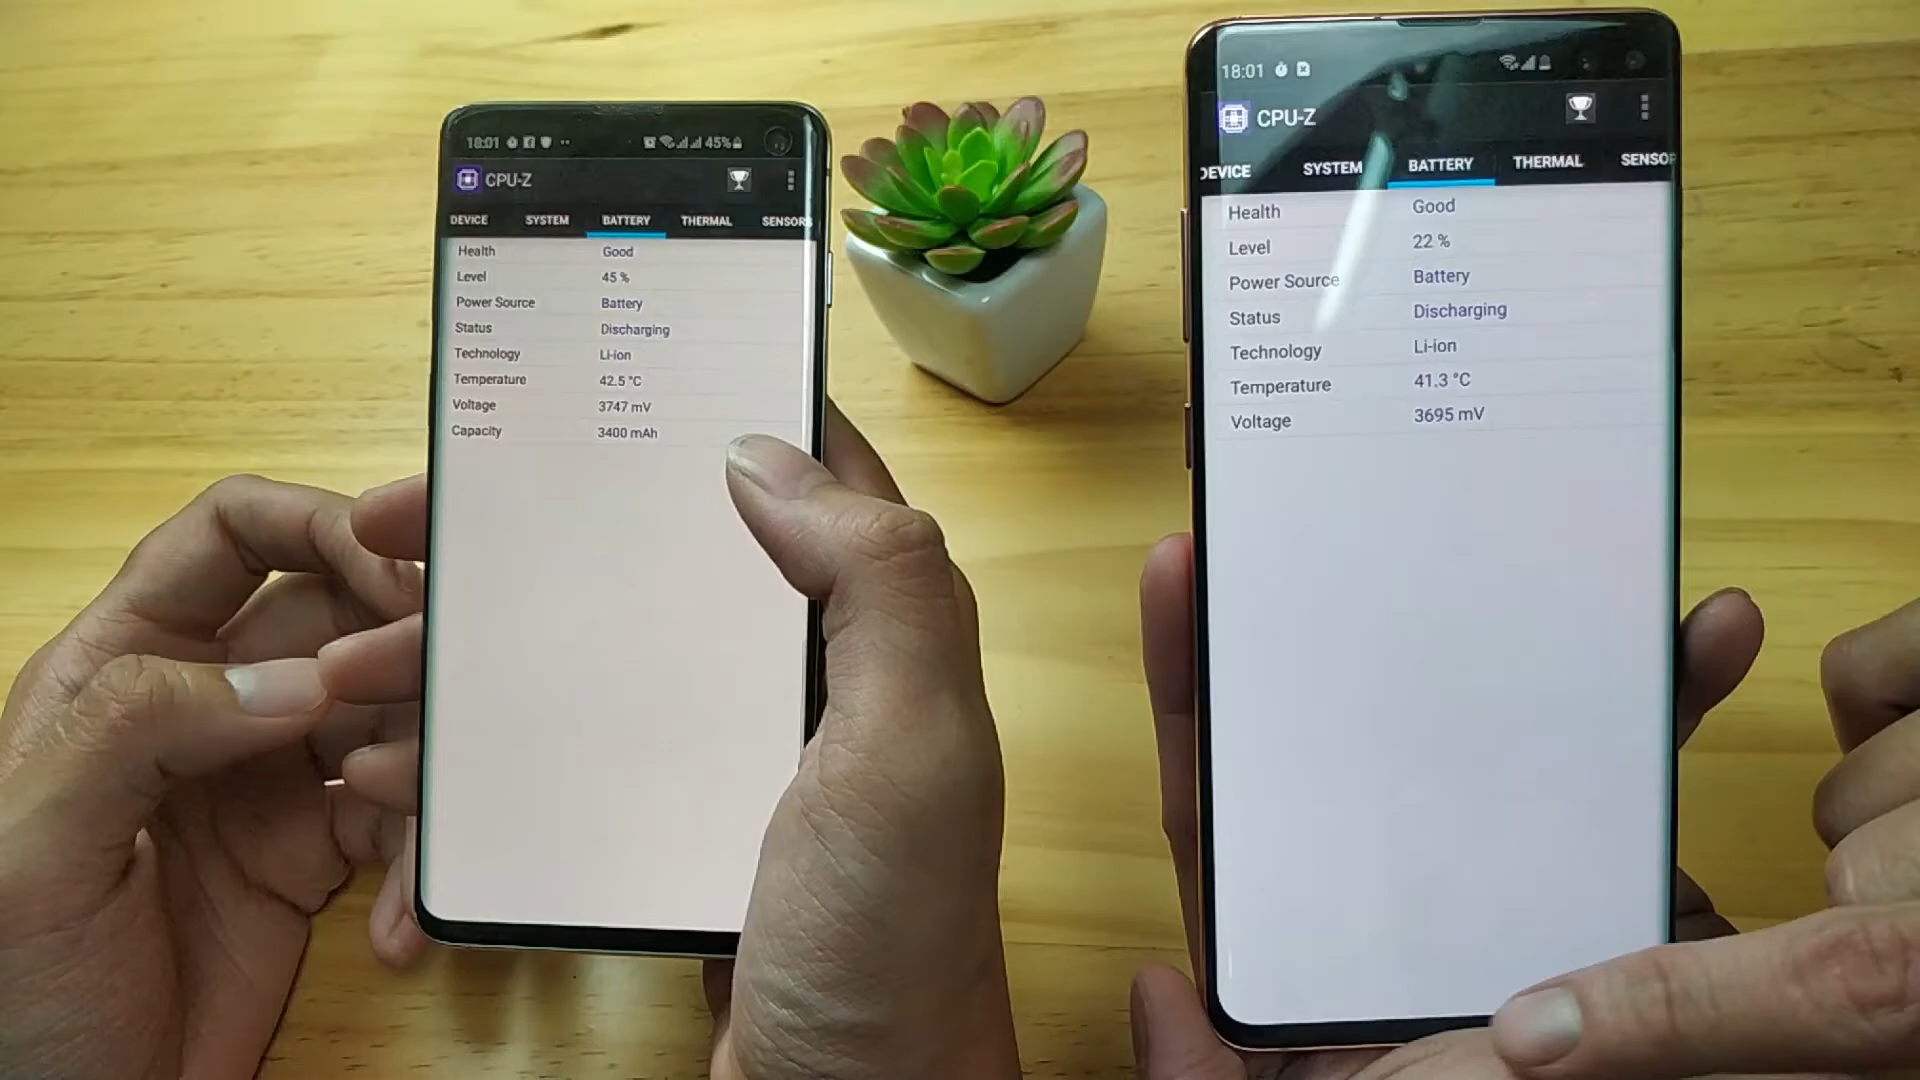 18:01 45%
CPU-Z
DEVICE SYSTEM BATTERY THERMAL SENSORS
Health Good
Level 45 %
Power Source Battery
Status Discharging
Technology Li-ion
Temperature 42.5 °C
Voltage 3747 mV
Capacity 3400 mAh
18:01
CPU-Z
DEVICE SYSTEM BATTERY THERMAL SENSO
Health Good
Level 22 %
Power Source Battery
Status Discharging
Technology Li-ion
Temperature 41.3 °C
Voltage 3695 mV